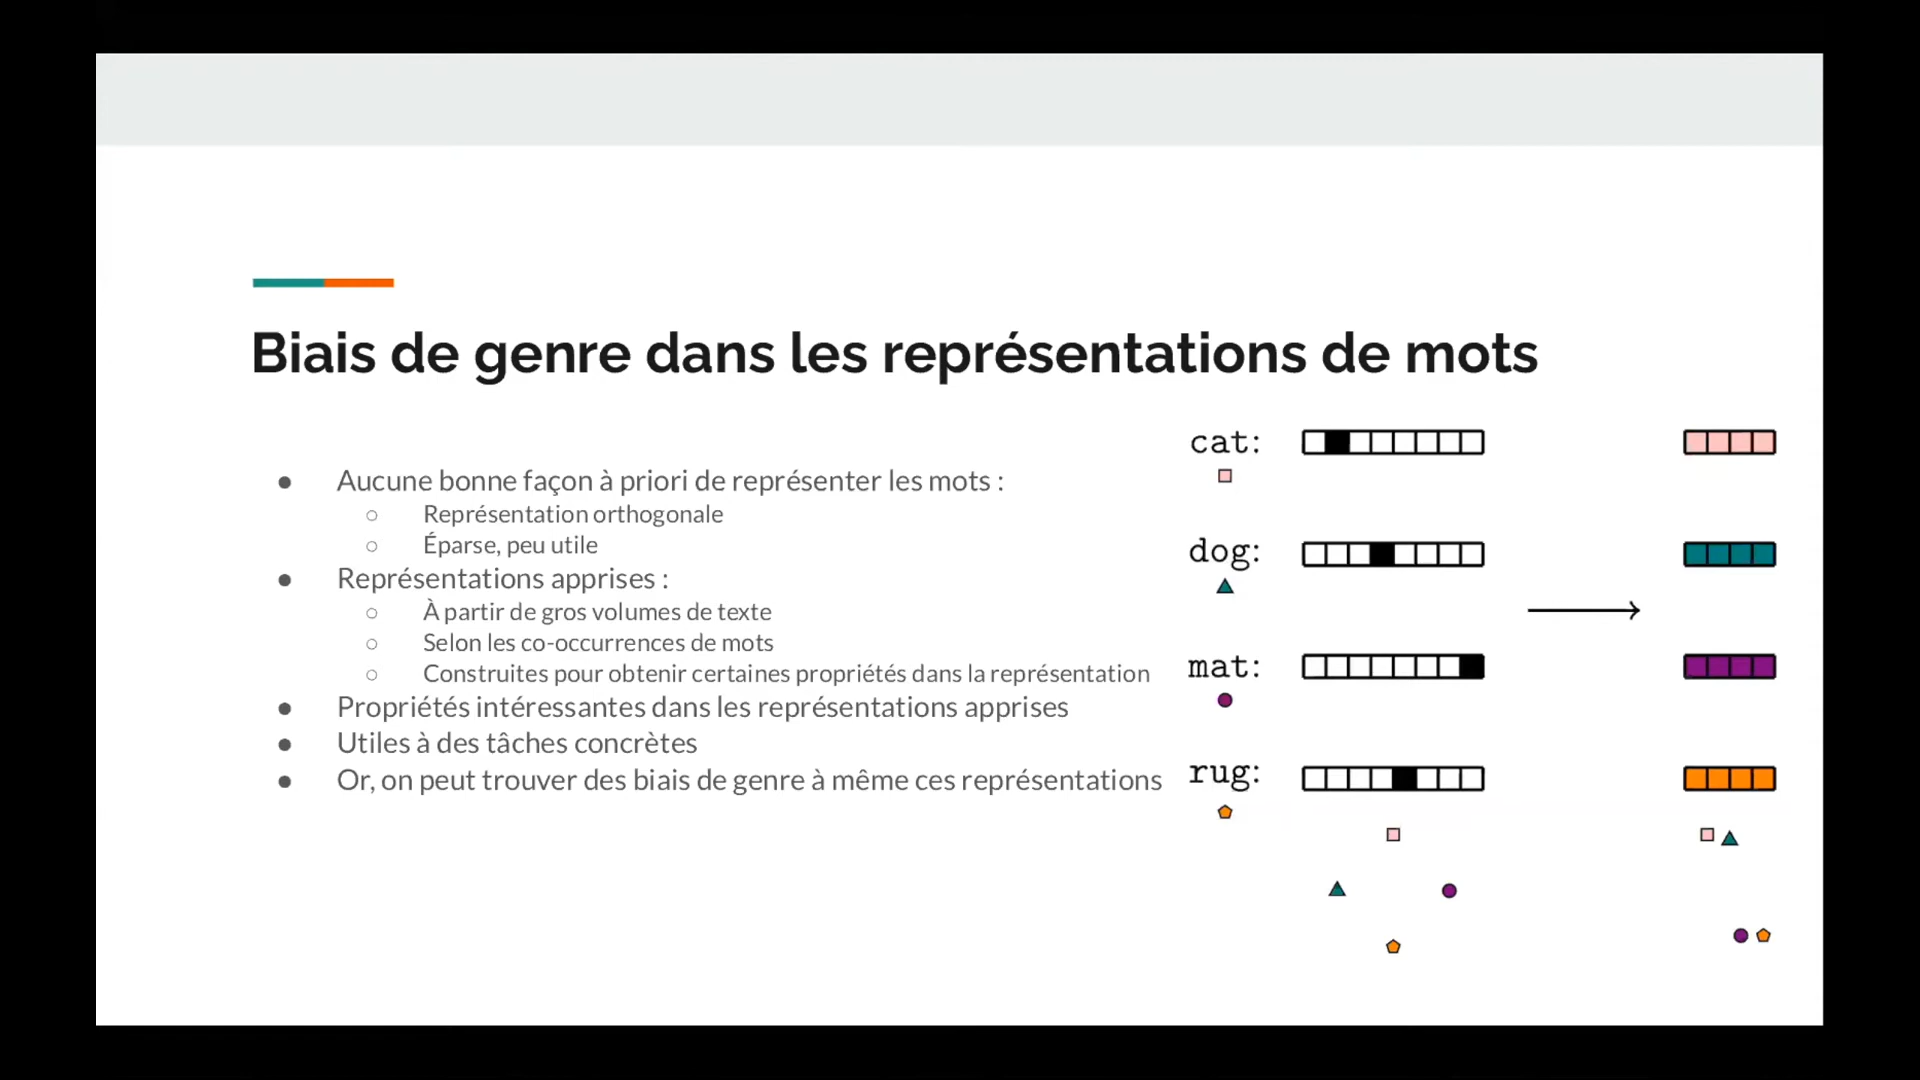 Biais de genre dans les représentations de mots
● Aucune bonne façon à priori de représenter les mots :
○ Représentation orthogonale
○ Éparse, peu utile
● Représentations apprises :
○ À partir de gros volumes de texte
○ Selon les co-occurrences de mots
○ Construites pour obtenir certaines propriétés dans la représentation
● Propriétés intéressantes dans les représentations apprises
● Utiles à des tâches concrètes
● Or, on peut trouver des biais de genre à même ces représentations
cat:
dog:
mat:
rug: